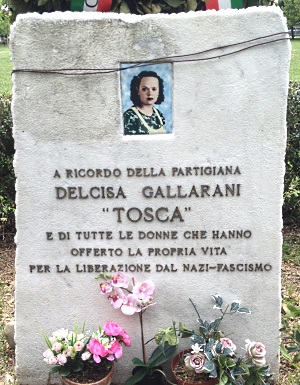 A RICORDO DELLA PARTIGIANA
DELCISA GALLARANI
"TOSCA"
E DI TUTTE LE DONNE CHE HANNO
OFFERTO LA PROPRIA VITA
PER LA LIBERAZIONE DAL NAZI-FASCISMO